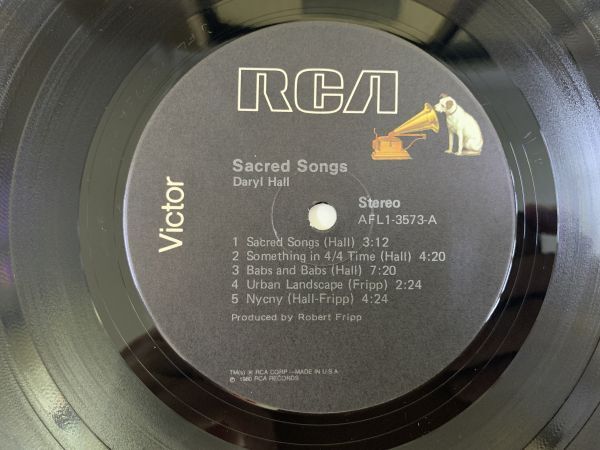 RCA
Victor
Sacred Songs
Daryl Hall
Stereo
AFL1-3573-A
1 Sacred Songs (Hall) 3:12
2 Something in 4/4 Time (Hall) 4:20
3 Babs and Babs (Hall) 7:20
4 Urban Landscape (Fripp) 2:24
5 Nycny (Hall-Fripp) 4:24
Produced by Robert Fripp
TM(s) ® RCA CORP—MADE IN U.S.A.
℗ 1980 RCA RECORDS